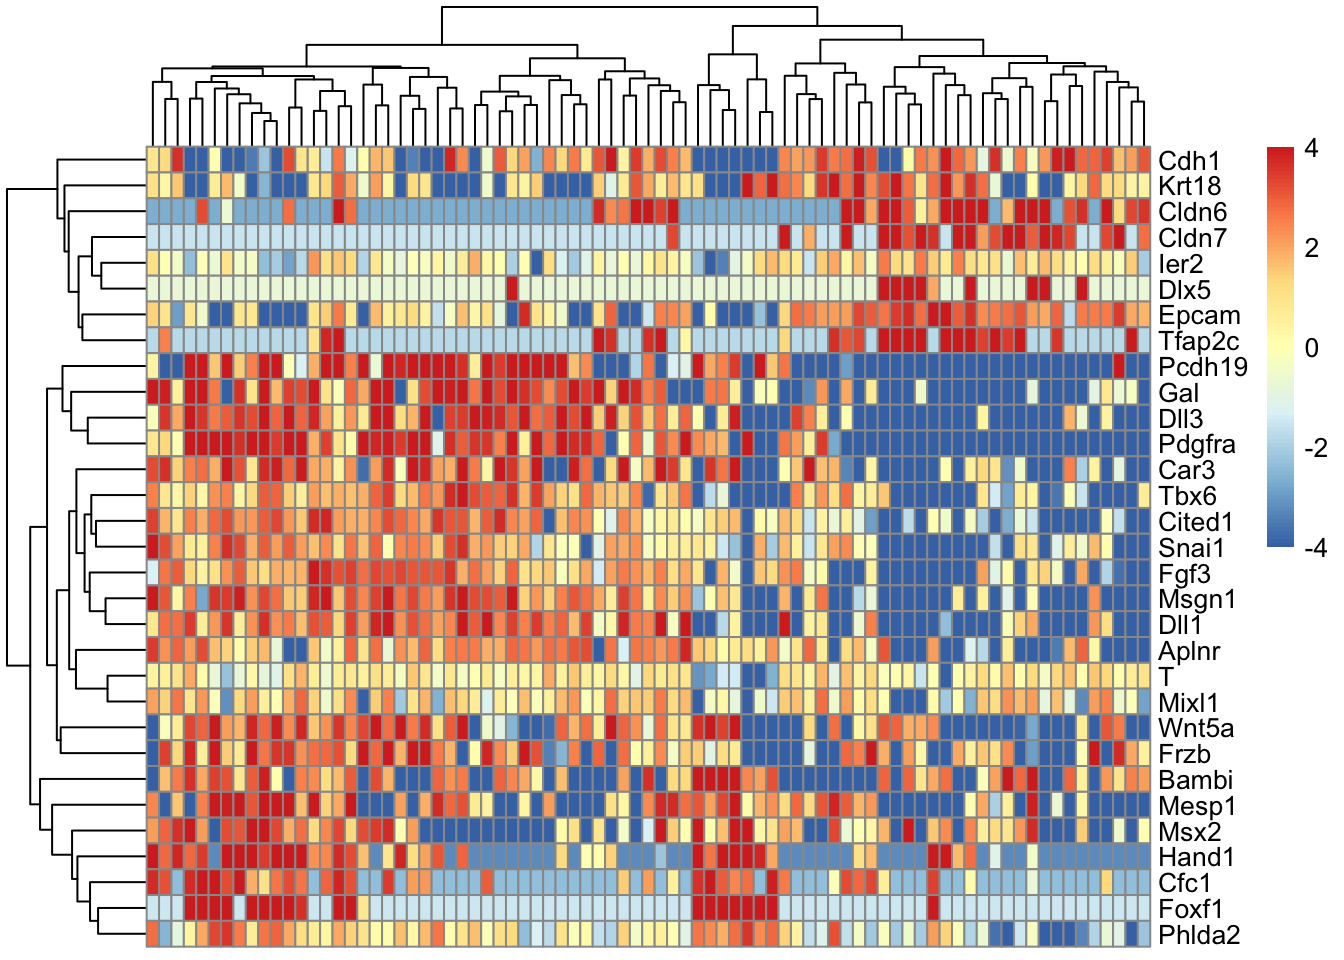 Cdh1
Krt18
Cldn6
Cldn7
Ier2
Dlx5
Epcam
Tfap2c
Pcdh19
Gal
Dll3
Pdgfra
Car3
Tbx6
Cited1
Snai1
Fgf3
Msgn1
Dll1
Aplnr
T
Mixl1
Wnt5a
Frzb
Bambi
Mesp1
Msx2
Hand1
Cfc1
Foxf1
Phlda2
4
2
0
-2
-4